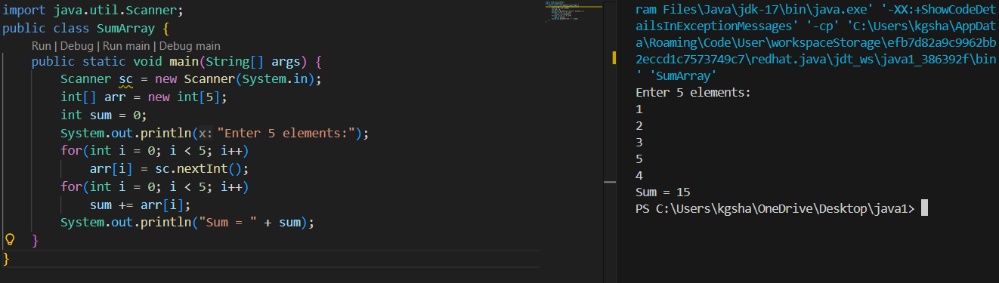 import java.util.Scanner;
public class SumArray {
Run | Debug | Run main | Debug main
public static void main(String[] args) {
Scanner sc = new Scanner(System.in);
int[] arr = new int[5];
int sum = 0;
System.out.println(x: "Enter 5 elements:");
for(int i = 0; i < 5; i++)
arr[i] = sc.nextInt();
for(int i = 0; i < 5; i++)
sum += arr[i];
System.out.println("Sum = " + sum);
}
}
ram Files\Java\jdk-17\bin\java.exe' '-XX:+ShowCodeDet
ailsInExceptionMessages' '-cp' 'C:\Users\kgsha\AppDat
a\Roaming\Code\User\workspaceStorage\efb7d82a9c9962bb
2eccd1c7573749c7\redhat.java\jdt_ws\java1_386392f\bin
' 'SumArray'
Enter 5 elements:
1
2
3
5
4
Sum = 15
PS C:\Users\kgsha\OneDrive\Desktop\java1>